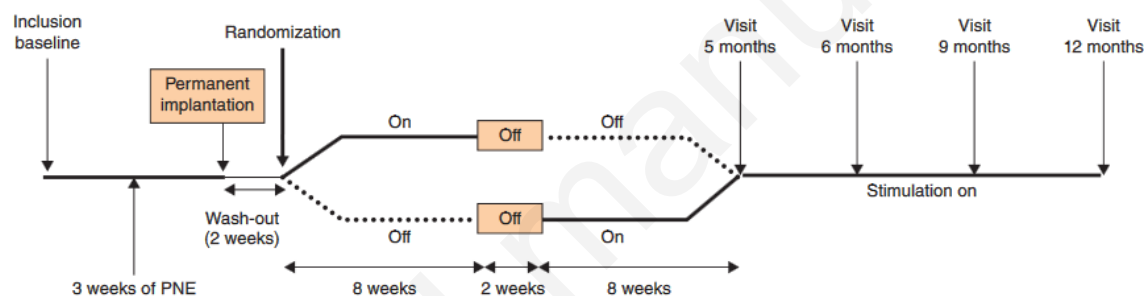 Inclusion
baseline
Randomization
Permanent
implantation
Visit
5 months
Visit
6 months
Visit
9 months
Visit
12 months
On
Off
Off
Wash-out
(2 weeks)
Off
Off
On
Stimulation on
3 weeks of PNE
8 weeks
2 weeks
8 weeks
manu